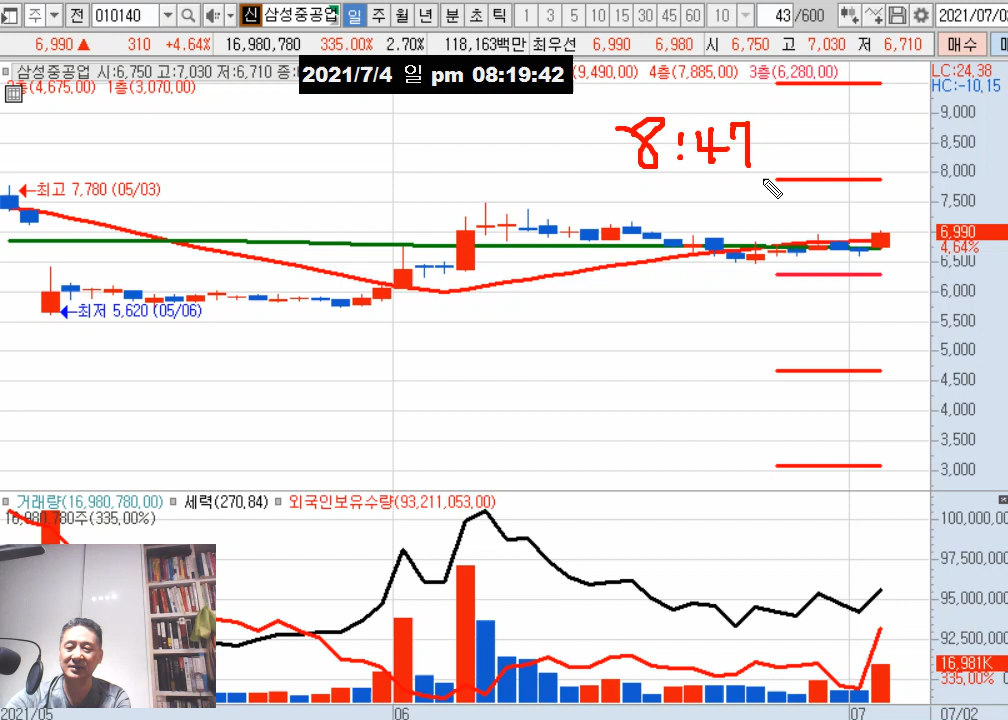 주 전 010140 신 삼성중공업 일 주 월 년 분 초 틱 1 3 5 10 15 30 45 60 10 43 /600 2021/07/0
6,990 ▲ 310 +4.64% 16,980,780 335.00% 2.70% 118,163백만 최우선 6,990 6,980 시 6,750 고 7,030 저 6,710 매수
삼성중공업 시:6,750 고:7,030 저:6,710 종:
2021/7/4 일 pm 08:19:42
(9,490.00) 4층(7,885.00) 3층(6,280.00)
층(4,675.00) 1층(3,070.00)
LC:24.38
HC:-10.15
8:47
최고 7,780 (05/03)
최저 5,620 (05/06)
9,000
8,500
8,000
7,500
6,990
4.64%
6,500
6,000
5,500
5,000
4,500
4,000
3,500
3,000
거래량(16,980,780.00) 세력(270.84) 외국인보유수량(93,211,053.00)
16,980,780주(335.00%)
100,000,0
97,500,00
95,000,00
92,500,00
16,981K
335.00%
2021/05 06 07 07/02